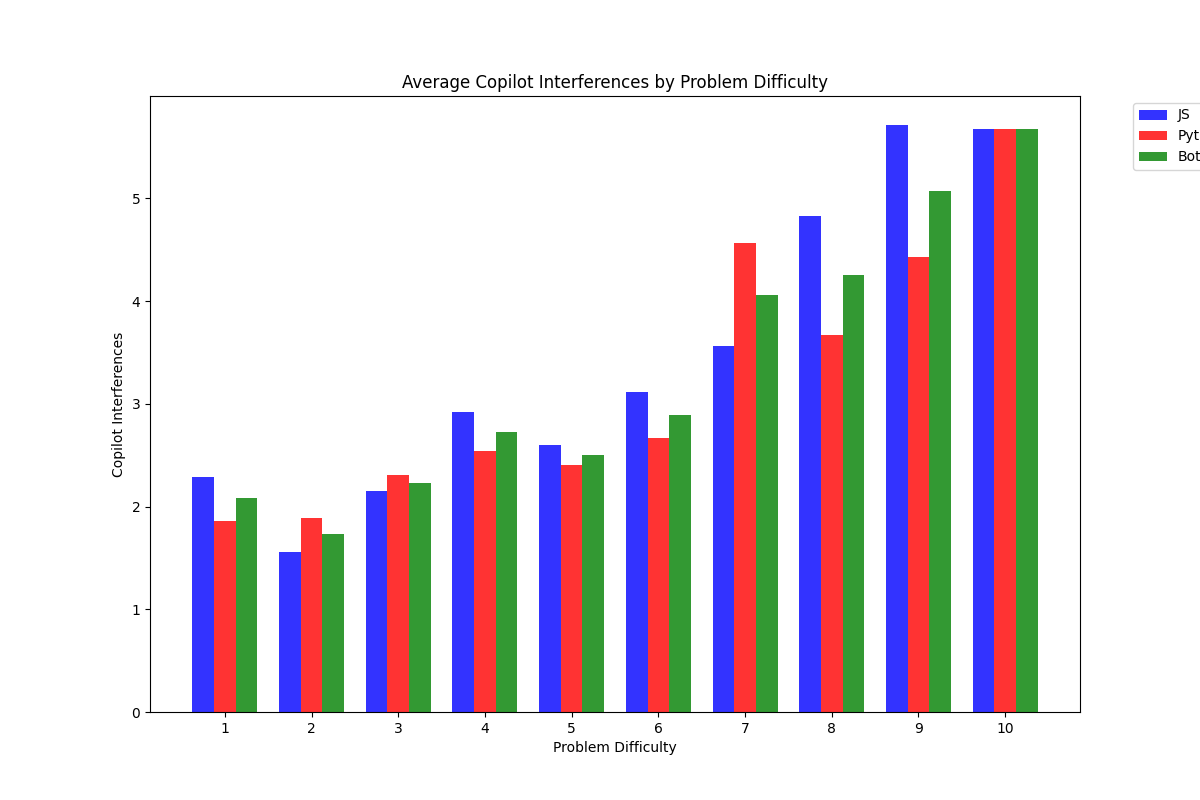 Average Copilot Interferences by Problem Difficulty
JS
Pyt
Bot
Copilot Interferences
5
4
3
2
1
0
1 2 3 4 5 6 7 8 9 10
Problem Difficulty